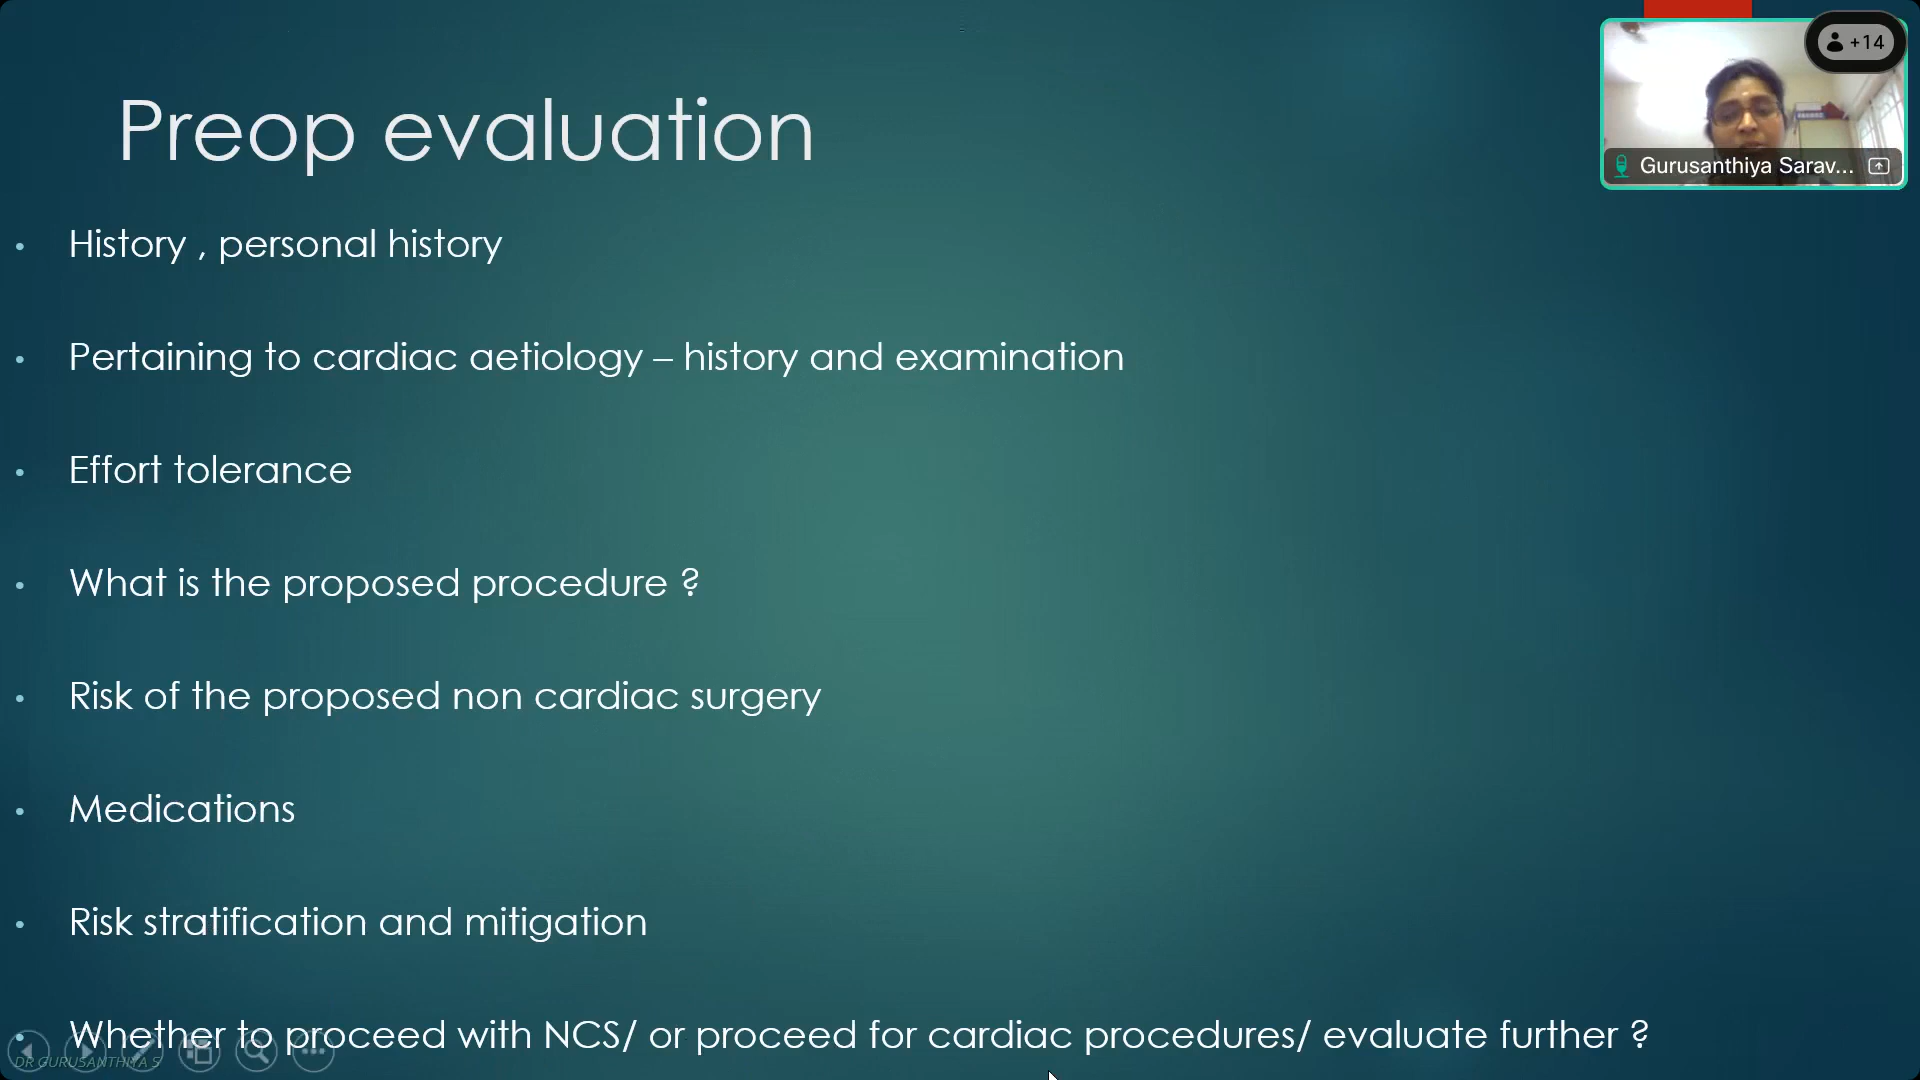 Preop evaluation
+14
Gurusanthiya Sarav...
• History , personal history
• Pertaining to cardiac aetiology – history and examination
• Effort tolerance
• What is the proposed procedure ?
• Risk of the proposed non cardiac surgery
• Medications
• Risk stratification and mitigation
• Whether to proceed with NCS/ or proceed for cardiac procedures/ evaluate further ?
DR GURUSANTHIYA S